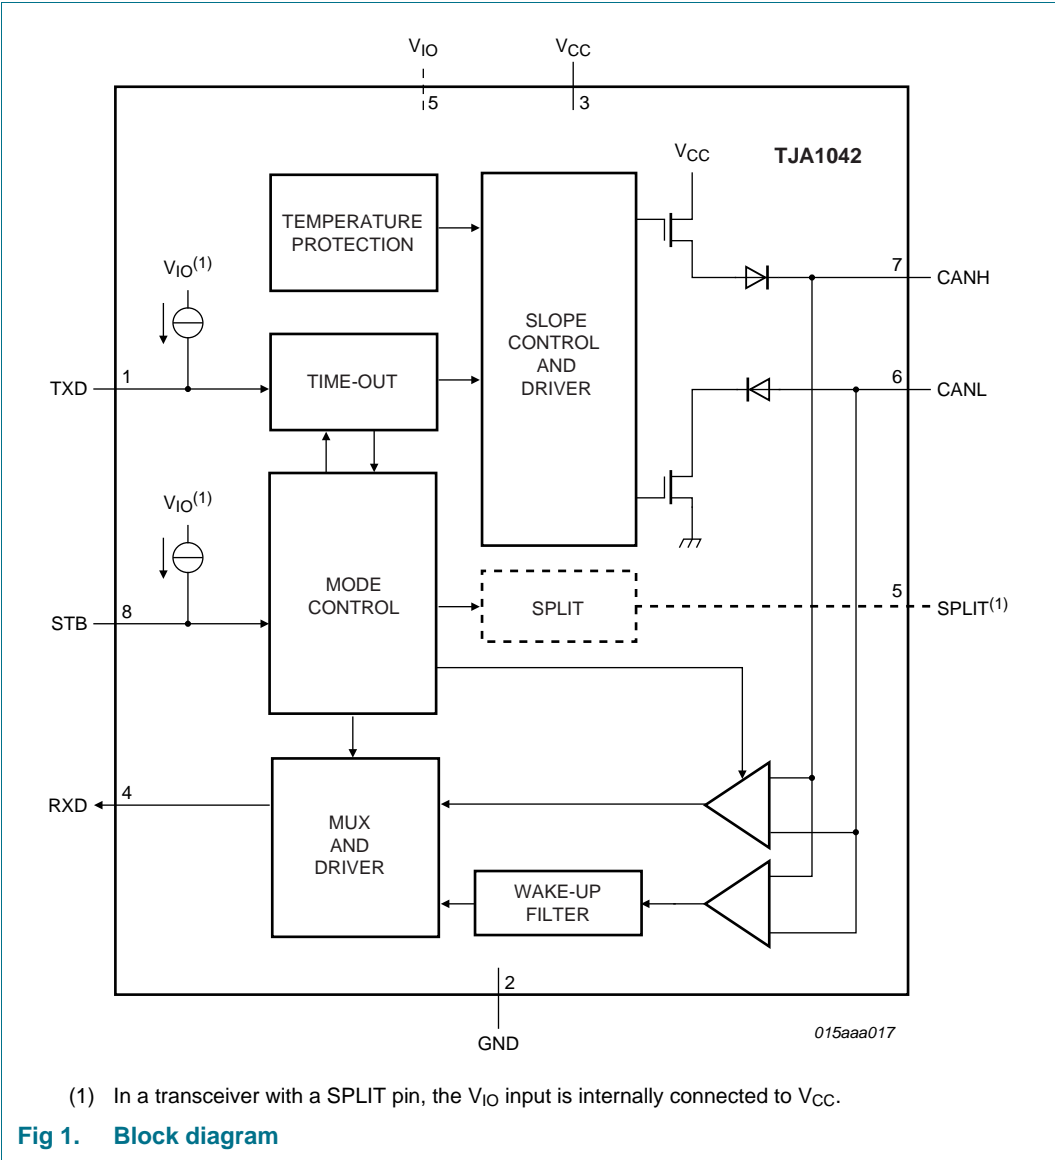 VIO
VCC
5
3
VCC
TJA1042
TEMPERATURE
PROTECTION
VIO(1)
7
CANH
SLOPE
CONTROL
AND
DRIVER
TXD
1
TIME-OUT
6
CANL
VIO(1)
STB
8
MODE
CONTROL
SPLIT
5
SPLIT(1)
RXD
4
MUX
AND
DRIVER
WAKE-UP
FILTER
2
GND
015aaa017
(1) In a transceiver with a SPLIT pin, the VIO input is internally connected to VCC.
Fig 1. Block diagram